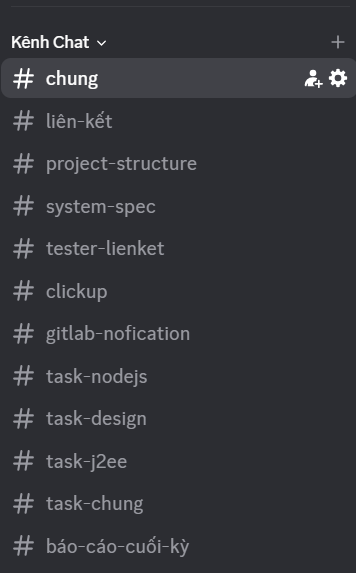 Kênh Chat
# chung
# liên-kết
# project-structure
# system-spec
# tester-lienket
# clickup
# gitlab-nofication
# task-nodejs
# task-design
# task-j2ee
# task-chung
# báo-cáo-cuối-kỳ